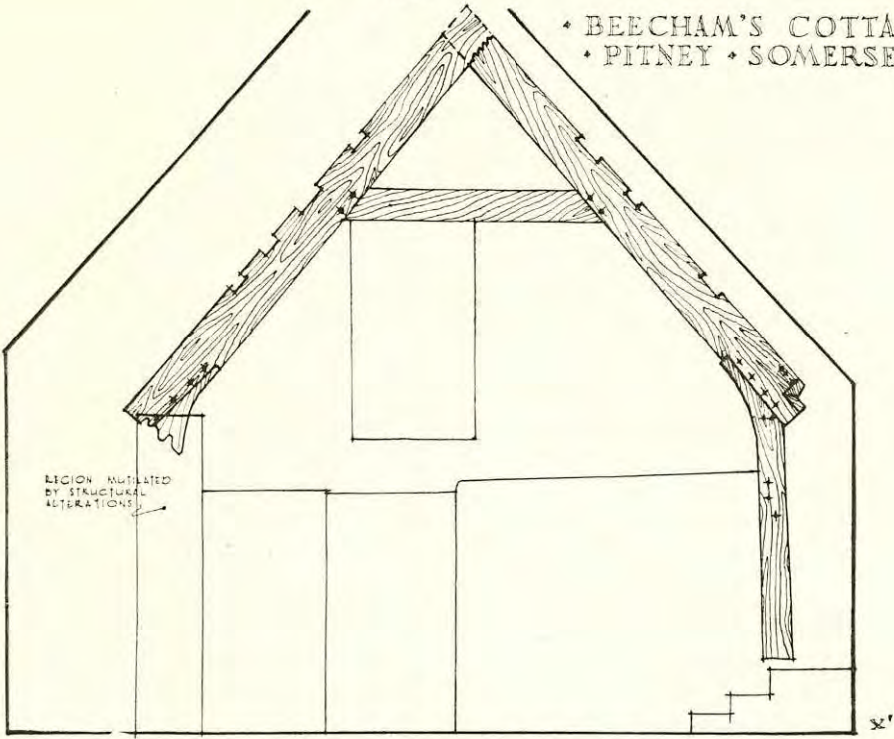 • BEECHAM'S COTTA
• PITNEY • SOMERSE
REGION MUTILATED
BY STRUCTURAL
ALTERATIONS
X'